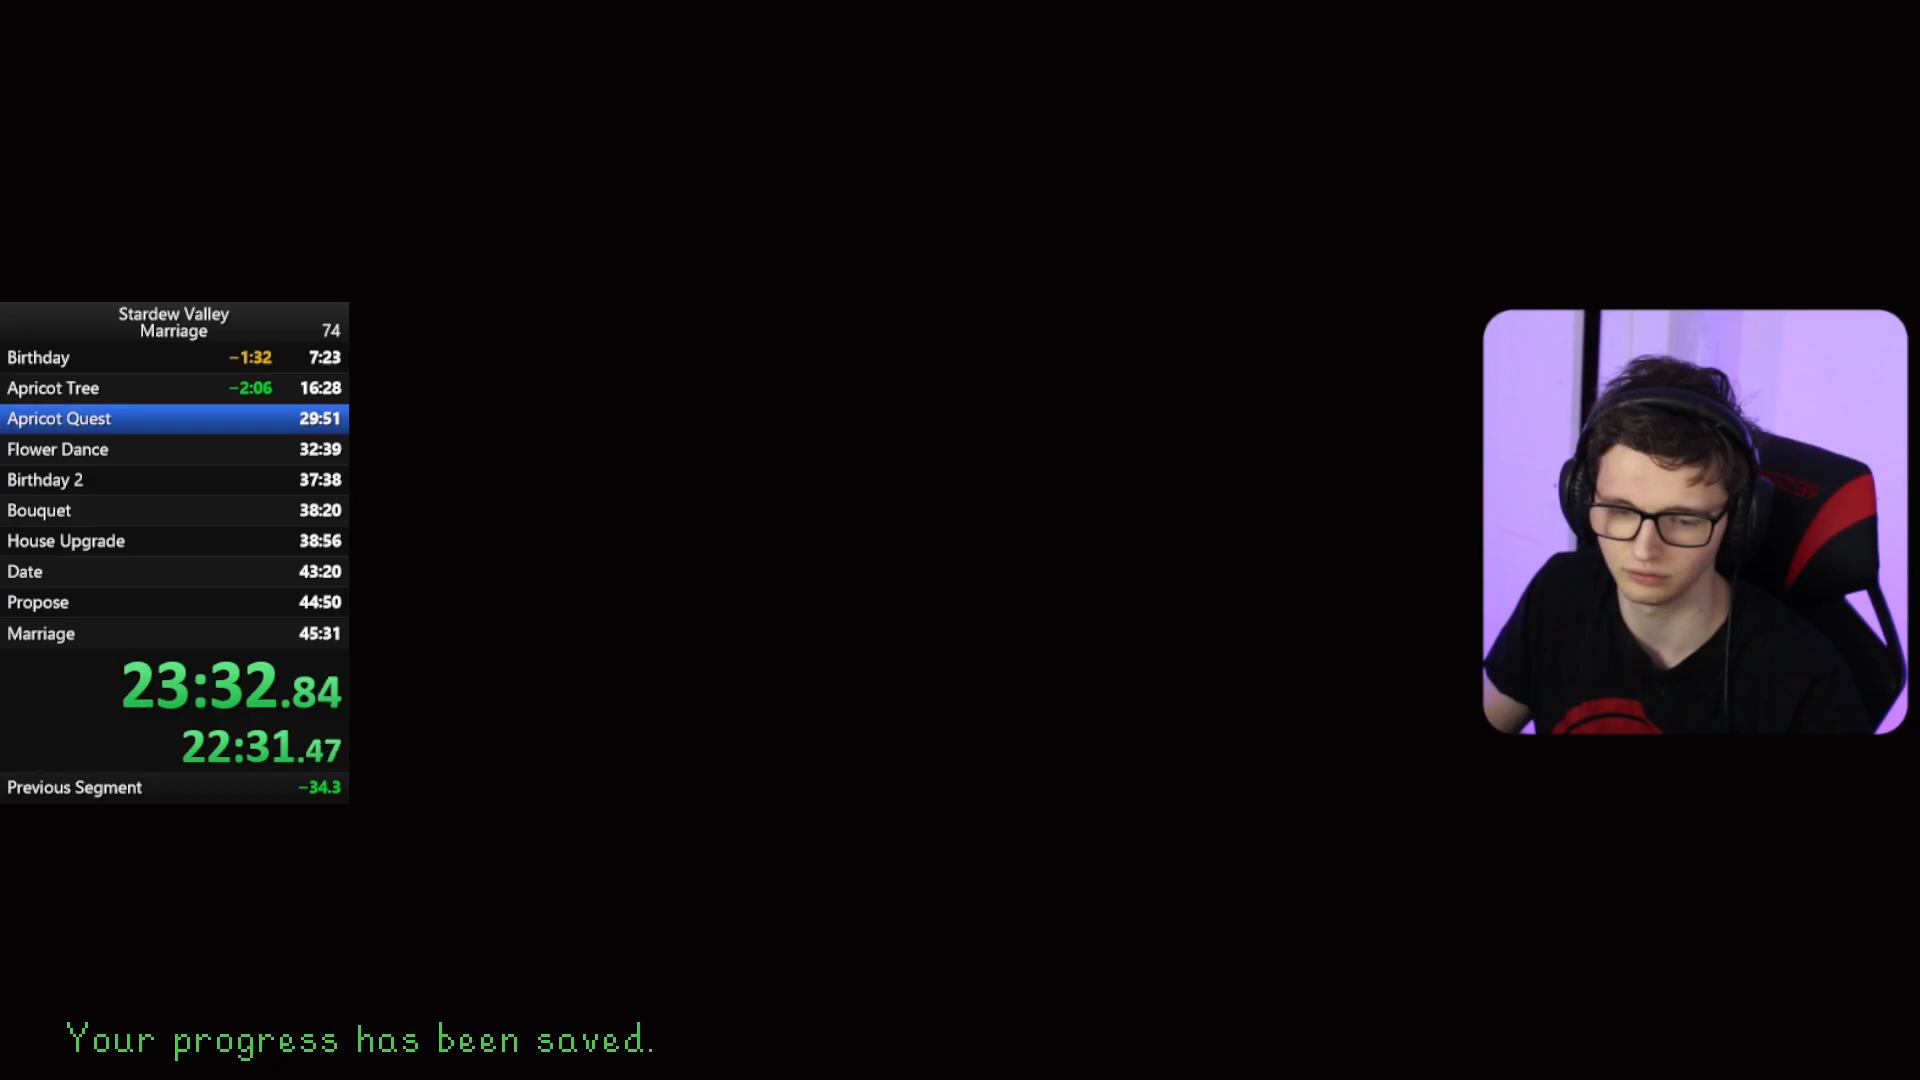 Stardew Valley
Marriage 74
Birthday −1:32 7:23
Apricot Tree −2:06 16:28
Apricot Quest 29:51
Flower Dance 32:39
Birthday 2 37:38
Bouquet 38:20
House Upgrade 38:56
Date 43:20
Propose 44:50
Marriage 45:31
23:32.84
22:31.47
Previous Segment −34.3
Your progress has been saved.